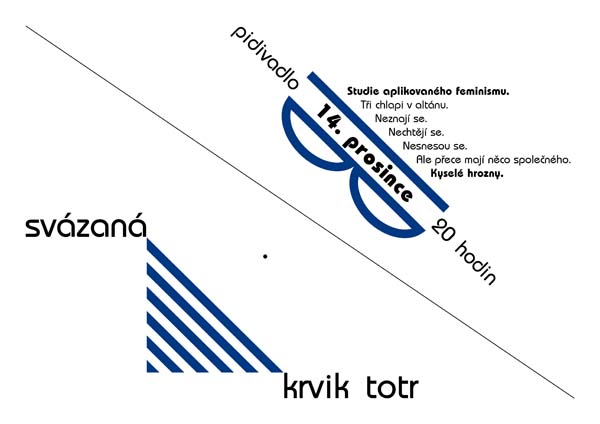 pidivadlo
14. prosince
20 hodin
Studie aplikovaného feminismu.
Tři chlapi v altánu.
Neznají se.
Nechtějí se.
Nesnesou se.
Ale přece mají něco společného.
Kyselé hrozny.
svázaná
krvik totr